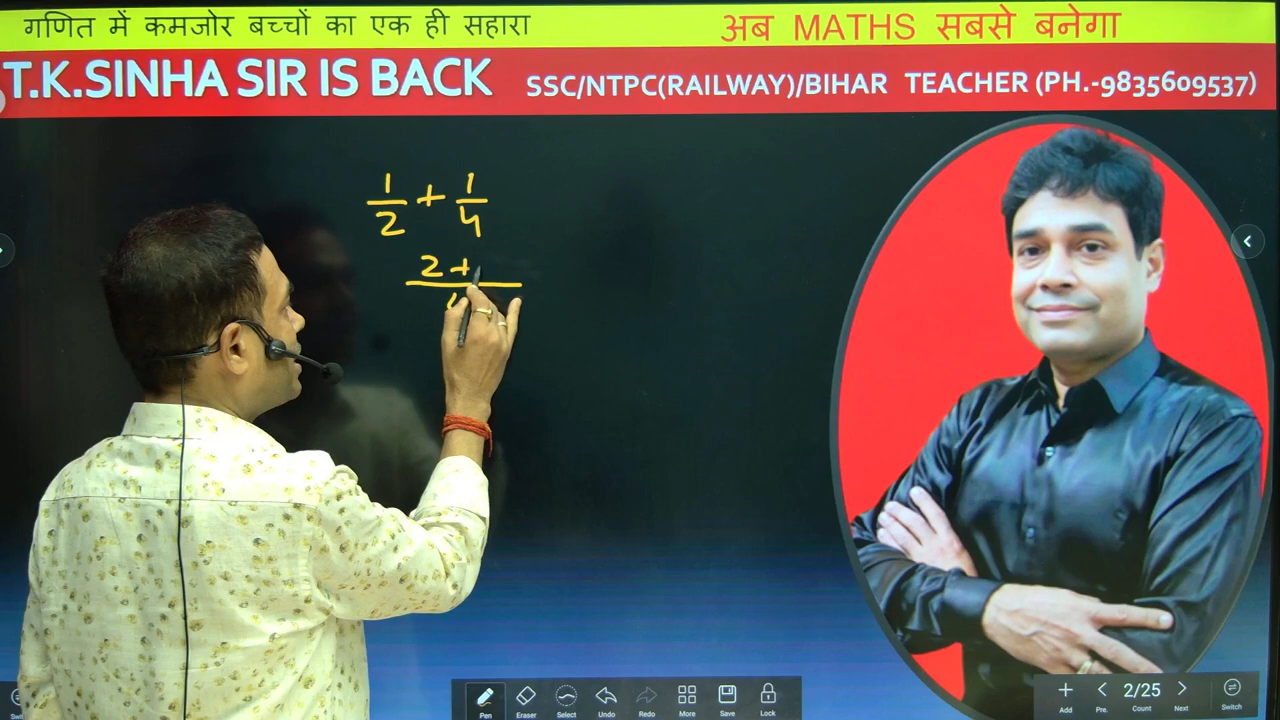 गणित में कमजोर बच्चों का एक ही सहारा अब MATHS सबसे बनेगा
T.K.SINHA SIR IS BACK SSC/NTPC(RAILWAY)/BIHAR TEACHER (PH.-9835609537)
1/2 + 1/4
2 +
Pen Eraser Select Undo Redo More Save Lock
+ < 2/25 > 
Add Pre. Count Next Switch